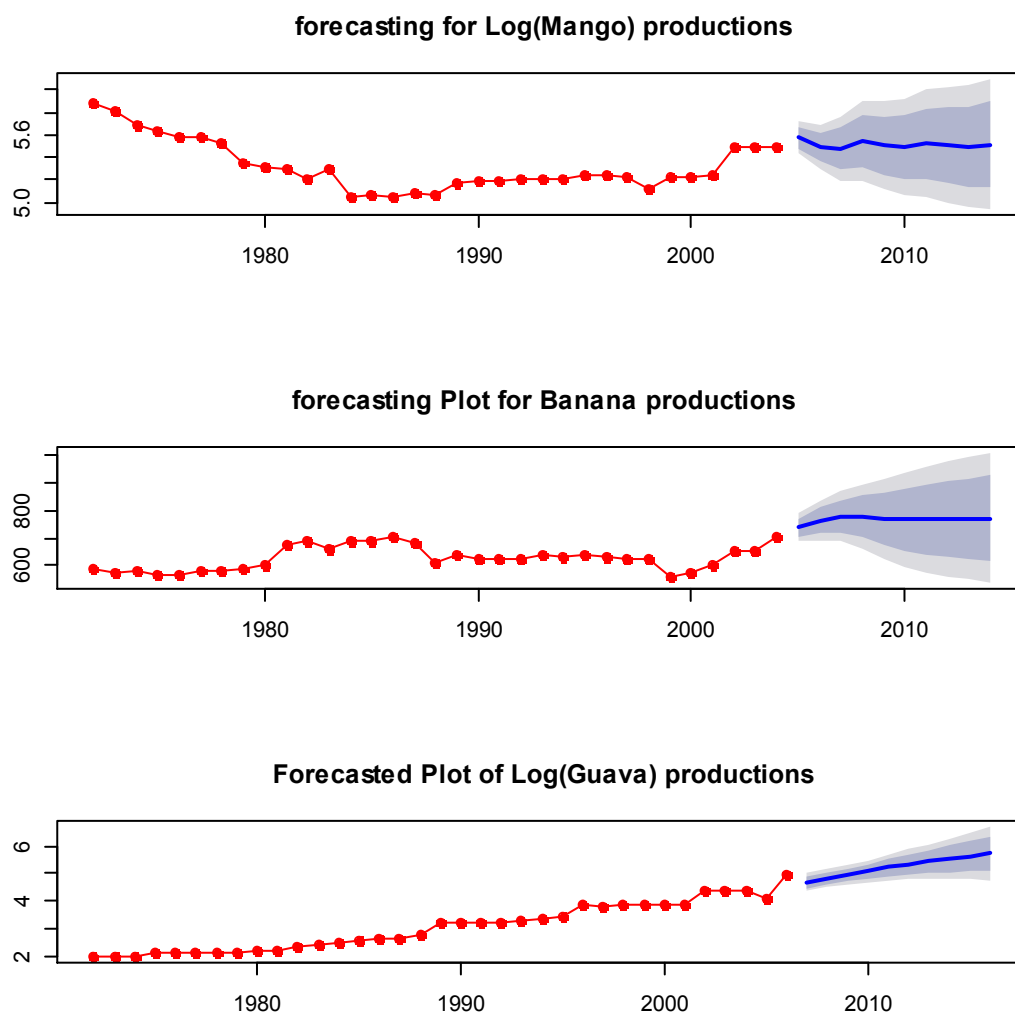 forecasting for Log(Mango) productions
5.6
5.0
1980 1990 2000 2010
forecasting Plot for Banana productions
800
600
1980 1990 2000 2010
Forecasted Plot of Log(Guava) productions
6
4
2
1980 1990 2000 2010